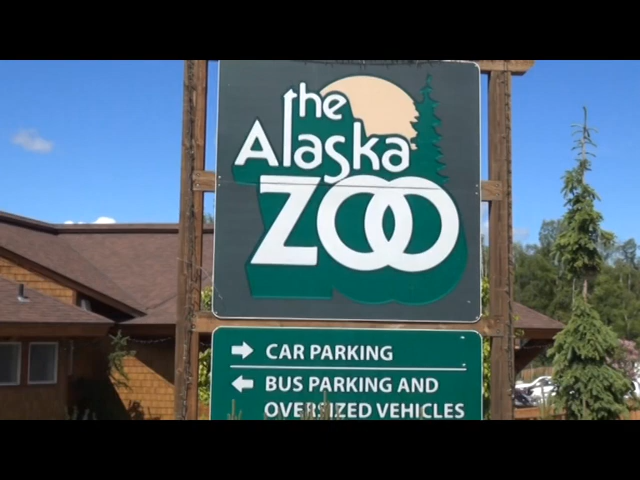 the
Alaska
ZOO
CAR PARKING
BUS PARKING AND
OVERSIZED VEHICLES